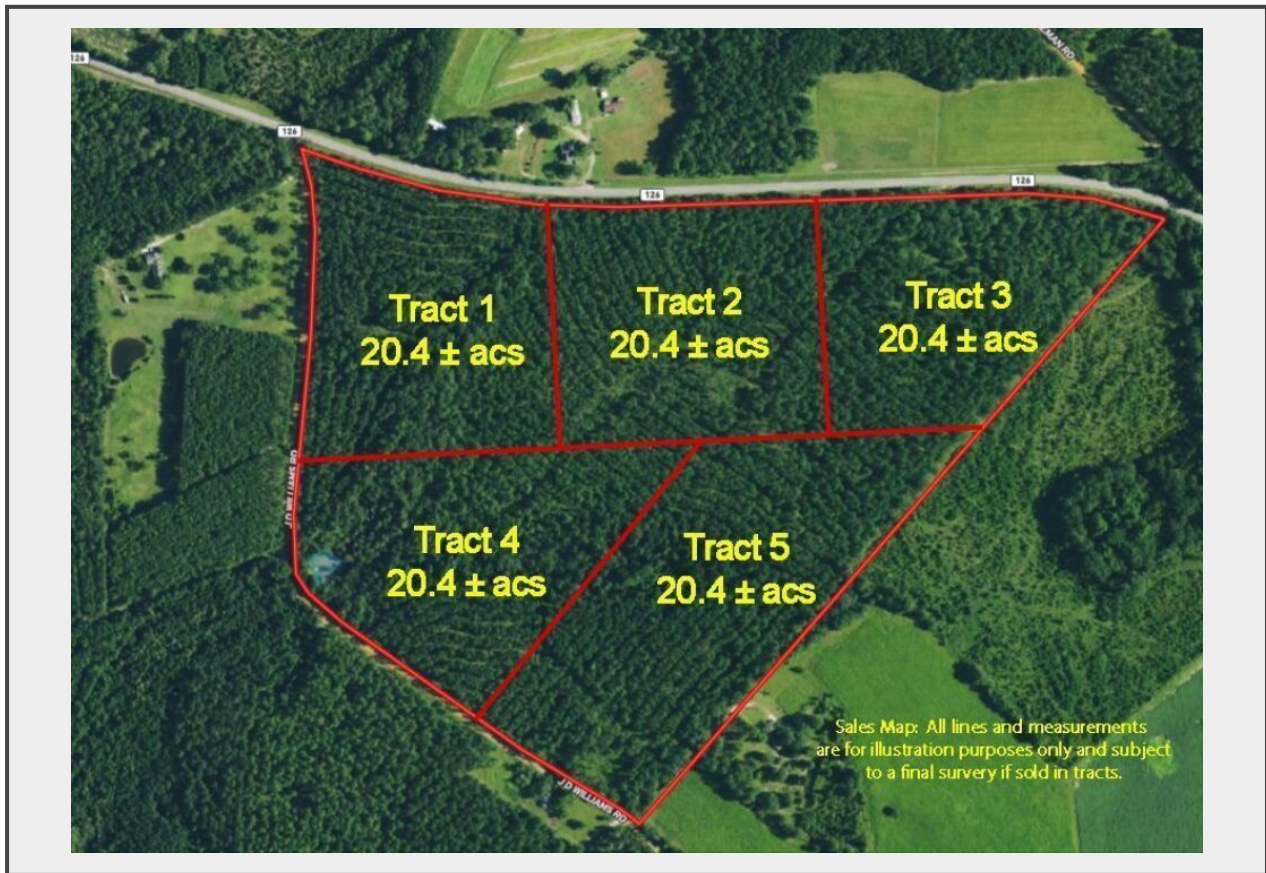 126
EMAN RD
126
126
126
Tract 1
20.4 ± acs
Tract 2
20.4 ± acs
Tract 3
20.4 ± acs
Tract 4
20.4 ± acs
Tract 5
20.4 ± acs
Sales Map: All lines and measurements
are for illustration purposes only and subject
to a final survery if sold in tracts.
J D WILLIAMS RD